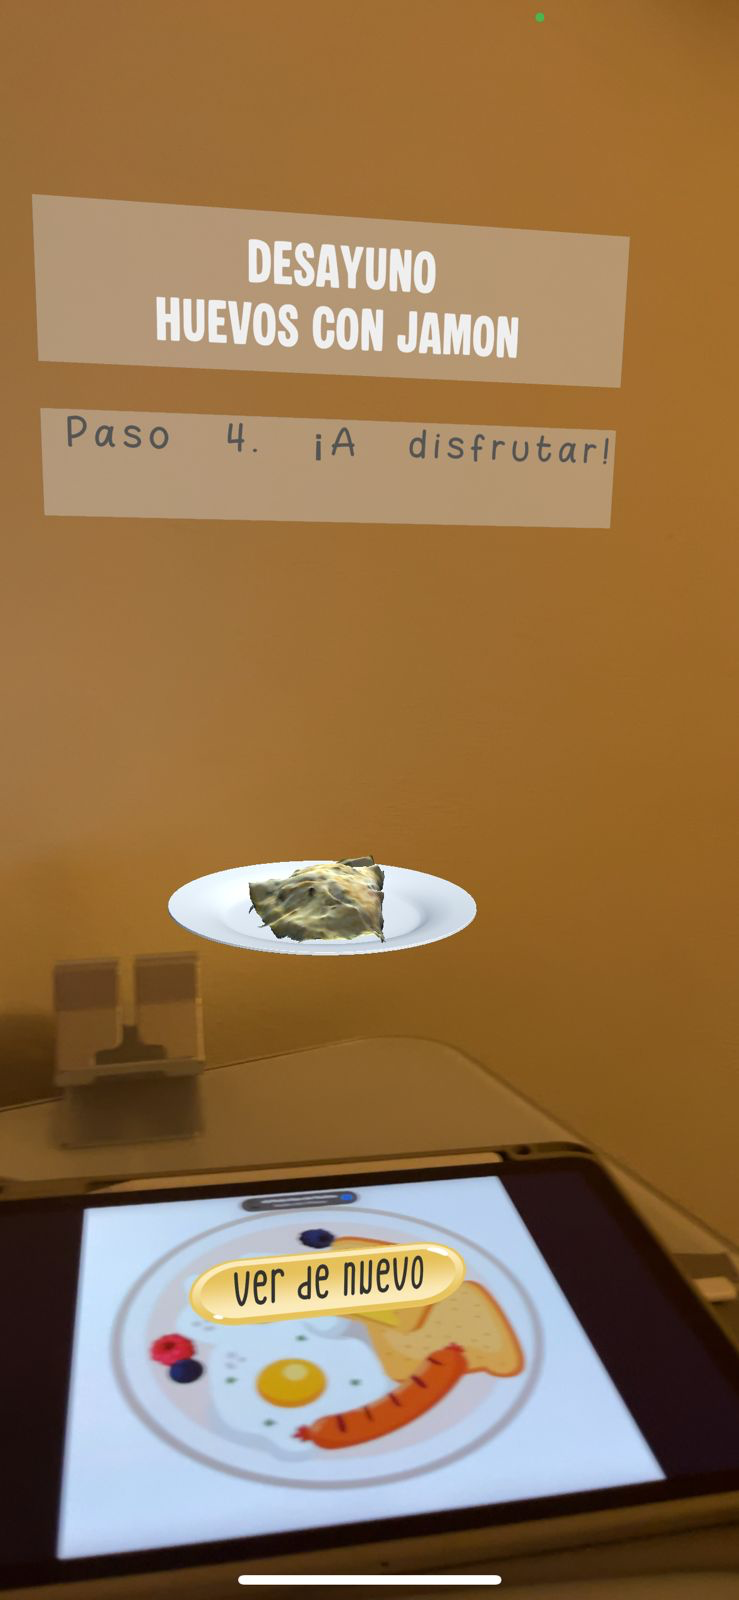 DESAYUNO
HUEVOS CON JAMON
Paso 4. ¡A disfrutar!
ver de nuevo